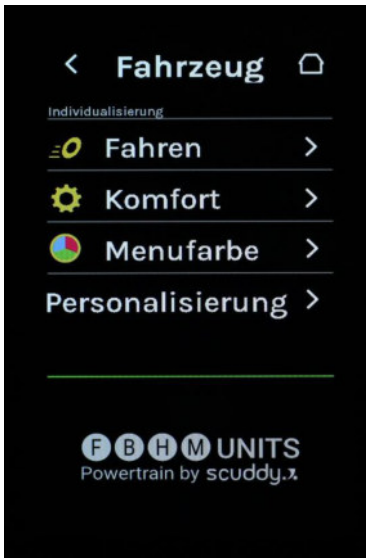 Fahrzeug
Individualisierung
Fahren
Komfort
Menufarbe
Personalisierung
FBHM UNITS
Powertrain by scuddy.x